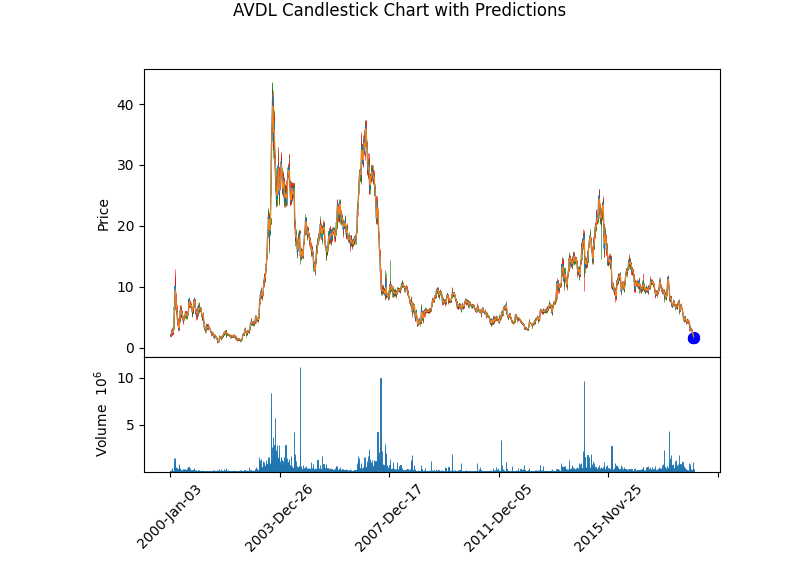 AVDL Candlestick Chart with Predictions
40
30
20
10
0
Price
10
5
Volume 10^6
2000-Jan-03
2003-Dec-26
2007-Dec-17
2011-Dec-05
2015-Nov-25